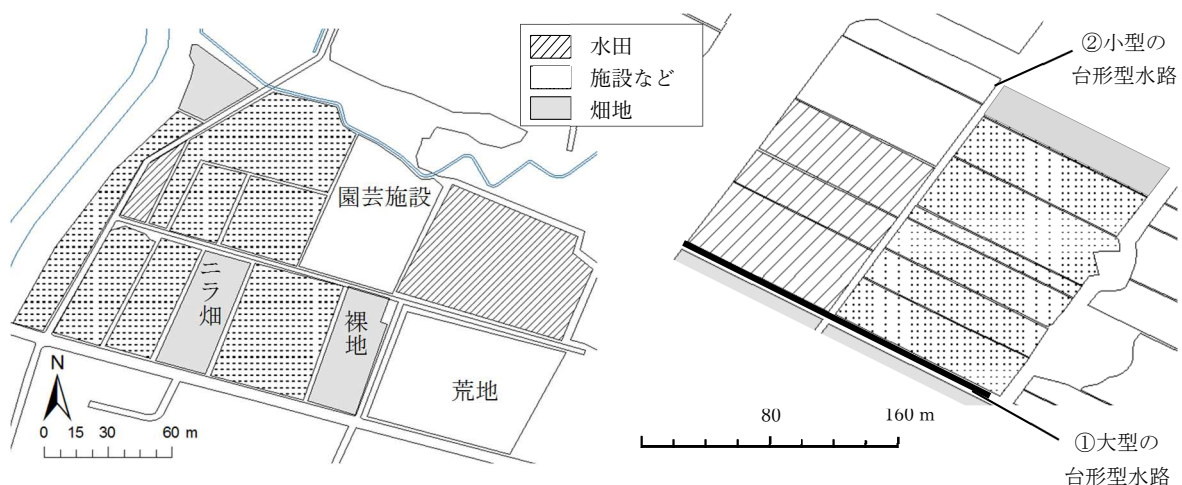 水田
施設など
畑地
園芸施設
ニラ畑
裸地
荒地
N
0 15 30 60 m
②小型の
台形型水路
80 160 m
①大型の
台形型水路